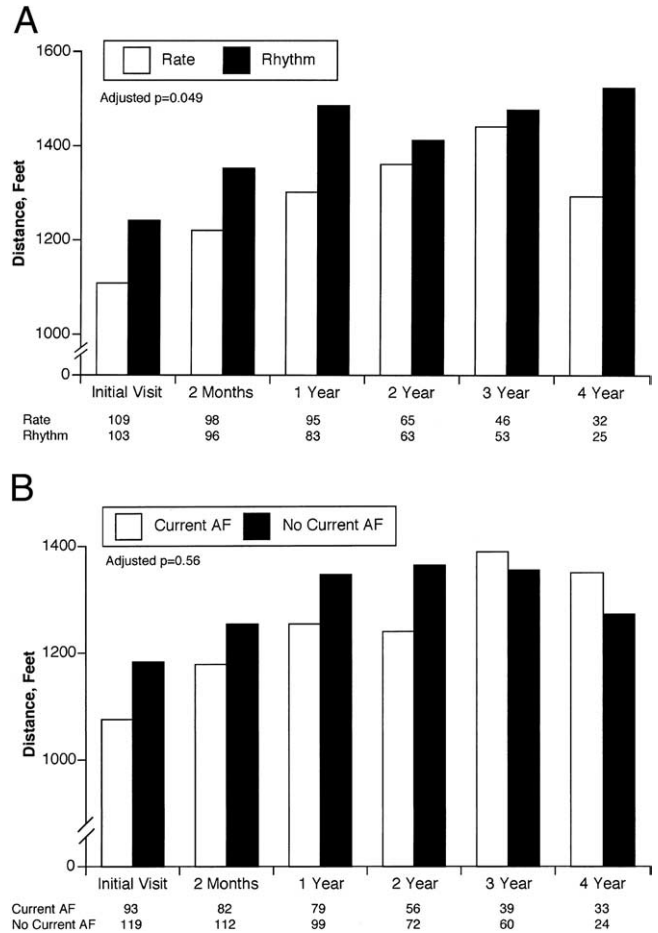 A
1600
Rate Rhythm
Adjusted p=0.049
1400
1200
1000
0
Distance, Feet
Initial Visit 2 Months 1 Year 2 Year 3 Year 4 Year
Rate 109 98 95 65 46 32
Rhythm 103 96 83 63 53 25
B
Current AF No Current AF
1400
Adjusted p=0.56
1200
1000
0
Distance, Feet
Initial Visit 2 Months 1 Year 2 Year 3 Year 4 Year
Current AF 93 82 79 56 39 33
No Current AF 119 112 99 72 60 24